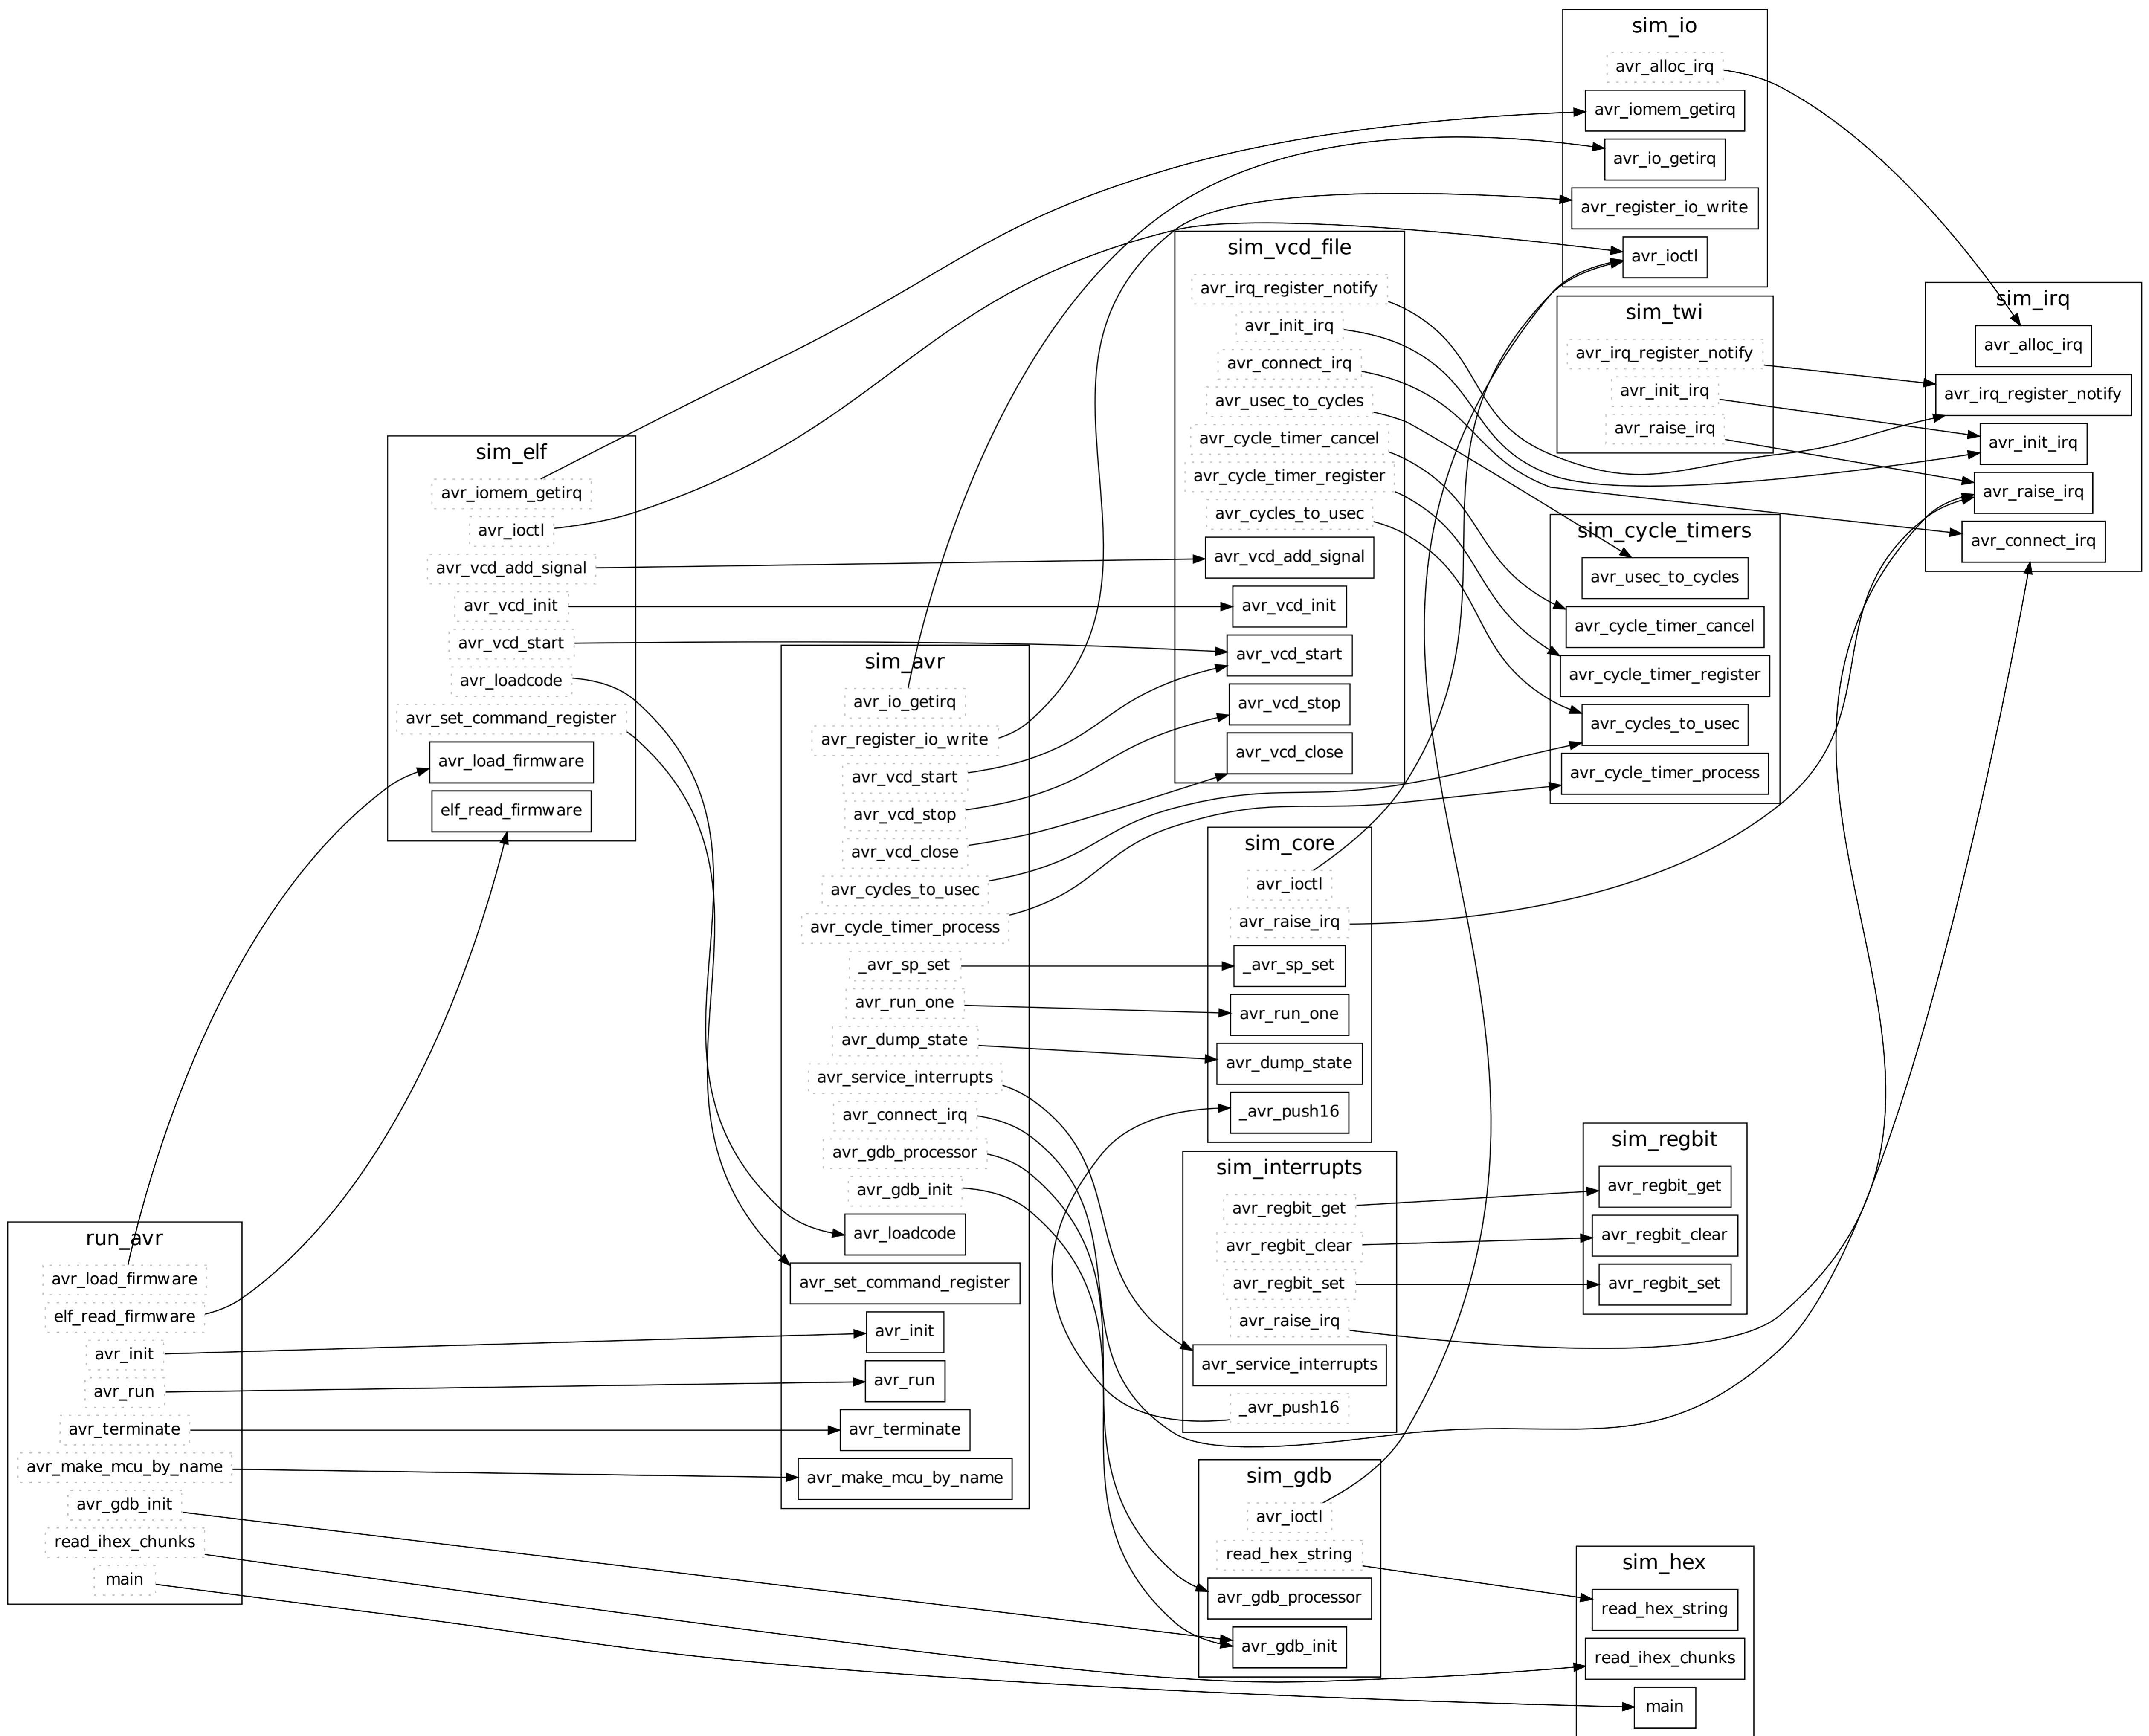 sim_io
avr_alloc_irq
avr_iomem_getirq
avr_io_getirq
avr_register_io_write
avr_ioctl
sim_vcd_file
avr_irq_register_notify
avr_init_irq
avr_connect_irq
avr_usec_to_cycles
avr_cycle_timer_cancel
avr_cycle_timer_register
avr_cycles_to_usec
avr_vcd_add_signal
avr_vcd_init
avr_vcd_start
avr_vcd_stop
avr_vcd_close
sim_twi
avr_irq_register_notify
avr_init_irq
avr_raise_irq
sim_irq
avr_alloc_irq
avr_irq_register_notify
avr_init_irq
avr_raise_irq
avr_connect_irq
sim_elf
avr_iomem_getirq
avr_ioctl
avr_vcd_add_signal
avr_vcd_init
avr_vcd_start
avr_loadcode
avr_set_command_register
avr_load_firmware
elf_read_firmware
sim_cycle_timers
avr_usec_to_cycles
avr_cycle_timer_cancel
avr_cycle_timer_register
avr_cycles_to_usec
avr_cycle_timer_process
sim_avr
avr_io_getirq
avr_register_io_write
avr_vcd_start
avr_vcd_stop
avr_vcd_close
avr_cycles_to_usec
avr_cycle_timer_process
_avr_sp_set
avr_run_one
avr_dump_state
avr_service_interrupts
avr_connect_irq
avr_gdb_processor
avr_gdb_init
avr_loadcode
avr_set_command_register
avr_init
avr_run
avr_terminate
avr_make_mcu_by_name
sim_core
avr_ioctl
avr_raise_irq
_avr_sp_set
avr_run_one
avr_dump_state
_avr_push16
sim_interrupts
avr_regbit_get
avr_regbit_clear
avr_regbit_set
avr_raise_irq
avr_service_interrupts
_avr_push16
sim_regbit
avr_regbit_get
avr_regbit_clear
avr_regbit_set
run_avr
avr_load_firmware
elf_read_firmware
avr_init
avr_run
avr_terminate
avr_make_mcu_by_name
avr_gdb_init
read_ihex_chunks
main
sim_gdb
avr_ioctl
read_hex_string
avr_gdb_processor
avr_gdb_init
sim_hex
read_hex_string
read_ihex_chunks
main